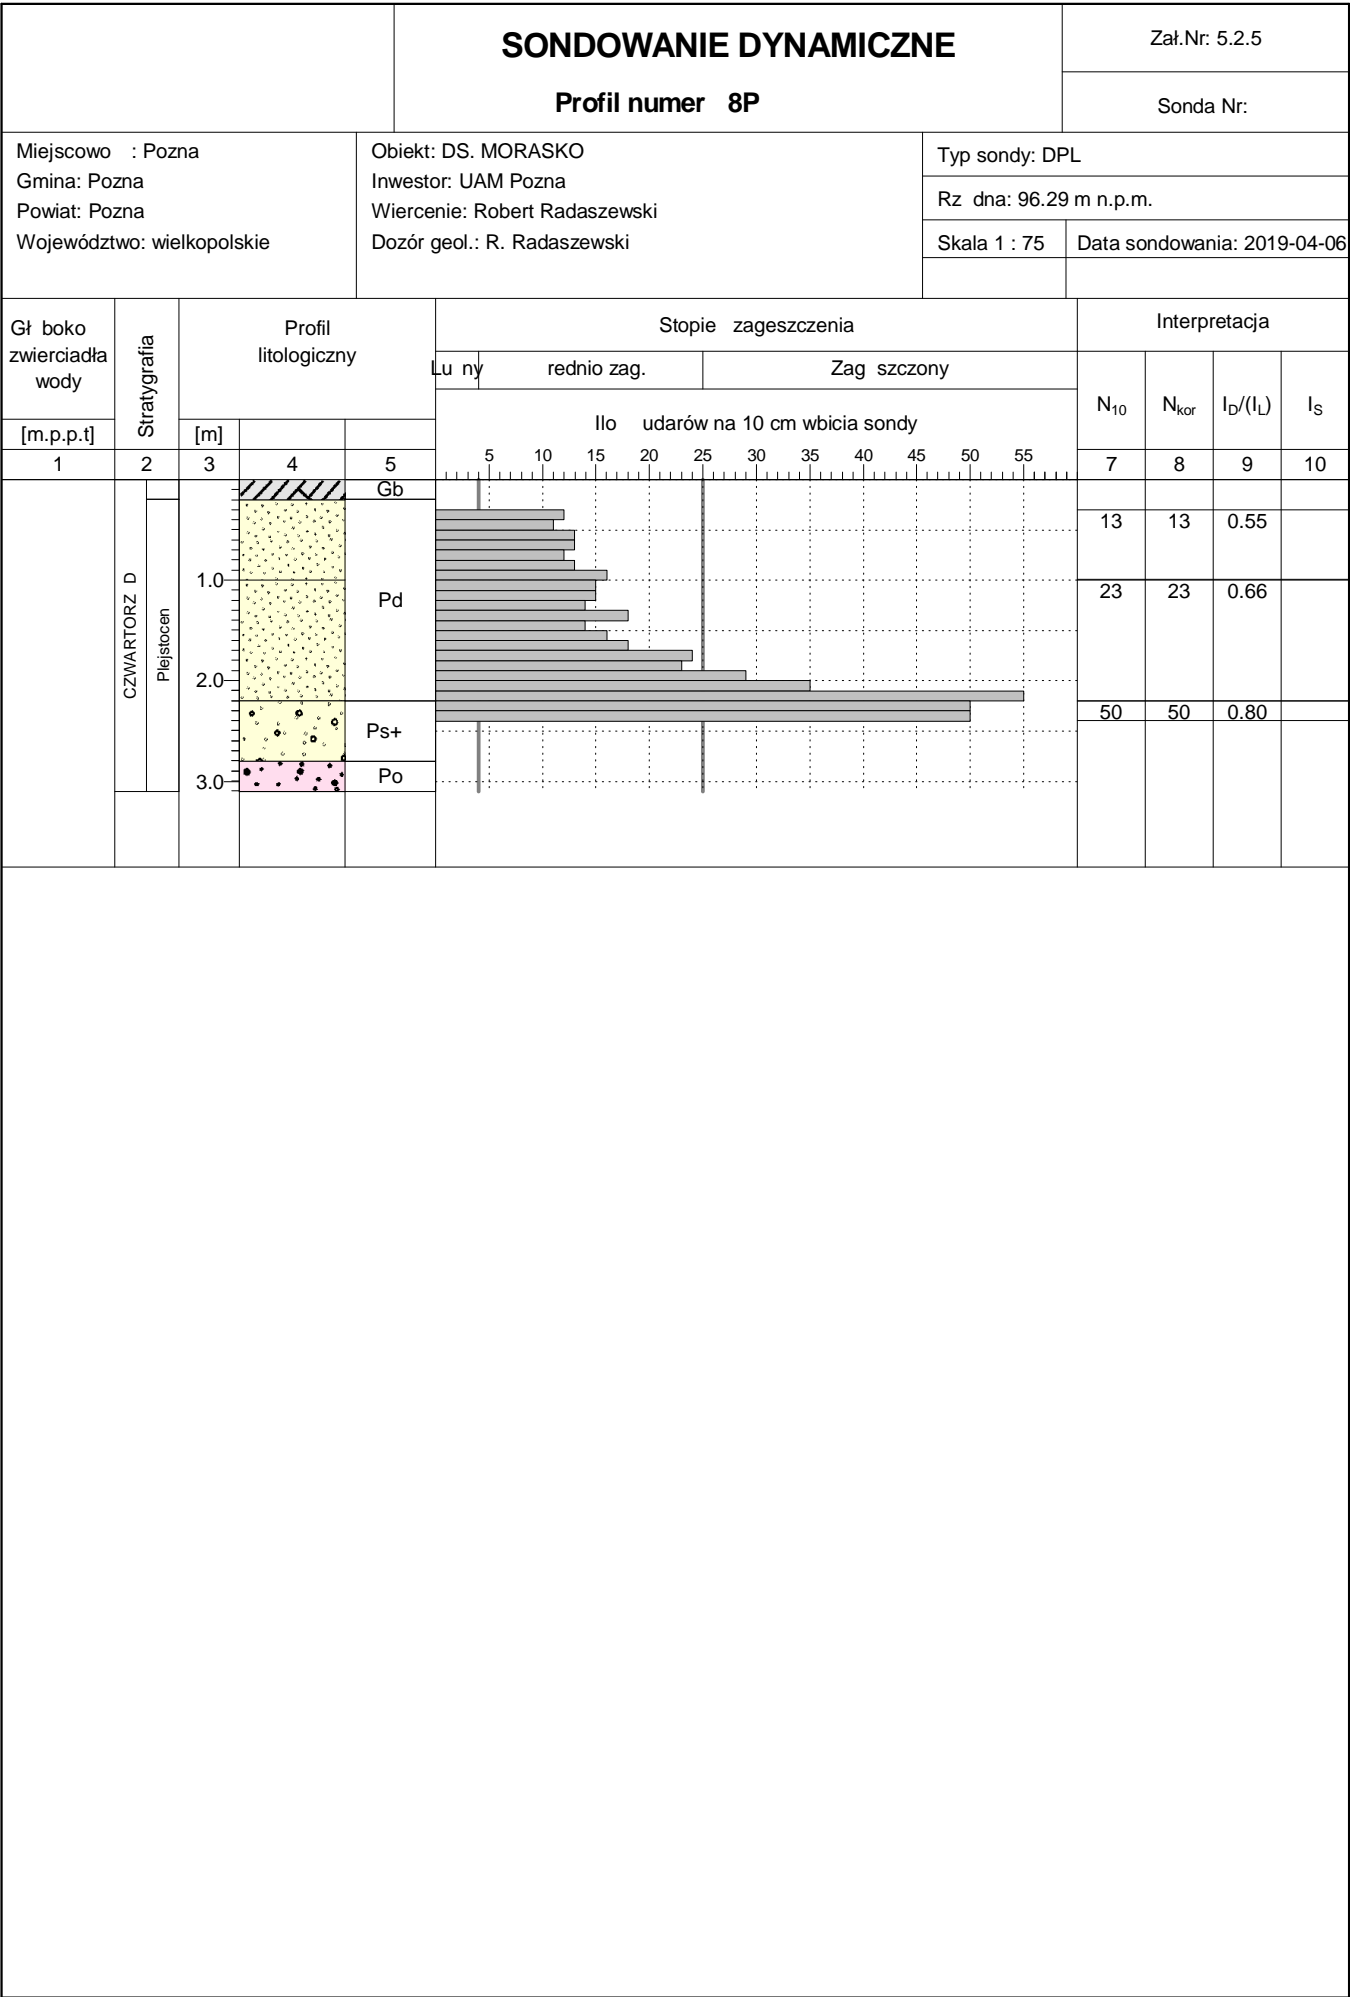 SONDOWANIE DYNAMICZNE
Profil numer 8P
Zał.Nr: 5.2.5
Sonda Nr:
Miejscowo : Pozna
Gmina: Pozna
Powiat: Pozna
Województwo: wielkopolskie
Obiekt: DS. MORASKO
Inwestor: UAM Pozna
Wiercenie: Robert Radaszewski
Dozór geol.: R. Radaszewski
Typ sondy: DPL
Rz dna: 96.29 m n.p.m.
Skala 1 : 75
Data sondowania: 2019-04-06
Gł boko
zwierciadła
wody
[m.p.p.t]
Stratygrafia
Profil
litologiczny
[m]
Stopie zageszczenia
Lu ny
rednio zag.
Zag szczony
Ilo udarów na 10 cm wbicia sondy
Interpretacja
N10
Nkor
ID/(IL)
IS
1 2 3 4 5
5 10 15 20 25 30 35 40 45 50 55
7 8 9 10
CZWARTORZ D
Plejstocen
1.0
2.0
3.0
Gb
Pd
Ps+
Po
13 13 0.55
23 23 0.66
50 50 0.80